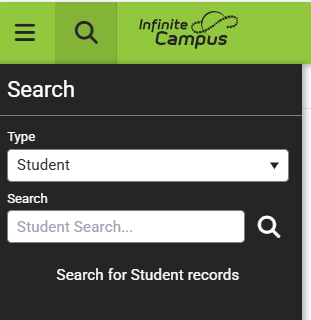 Infinite
Campus
Search
Type
Student
Search
Student Search...
Search for Student records